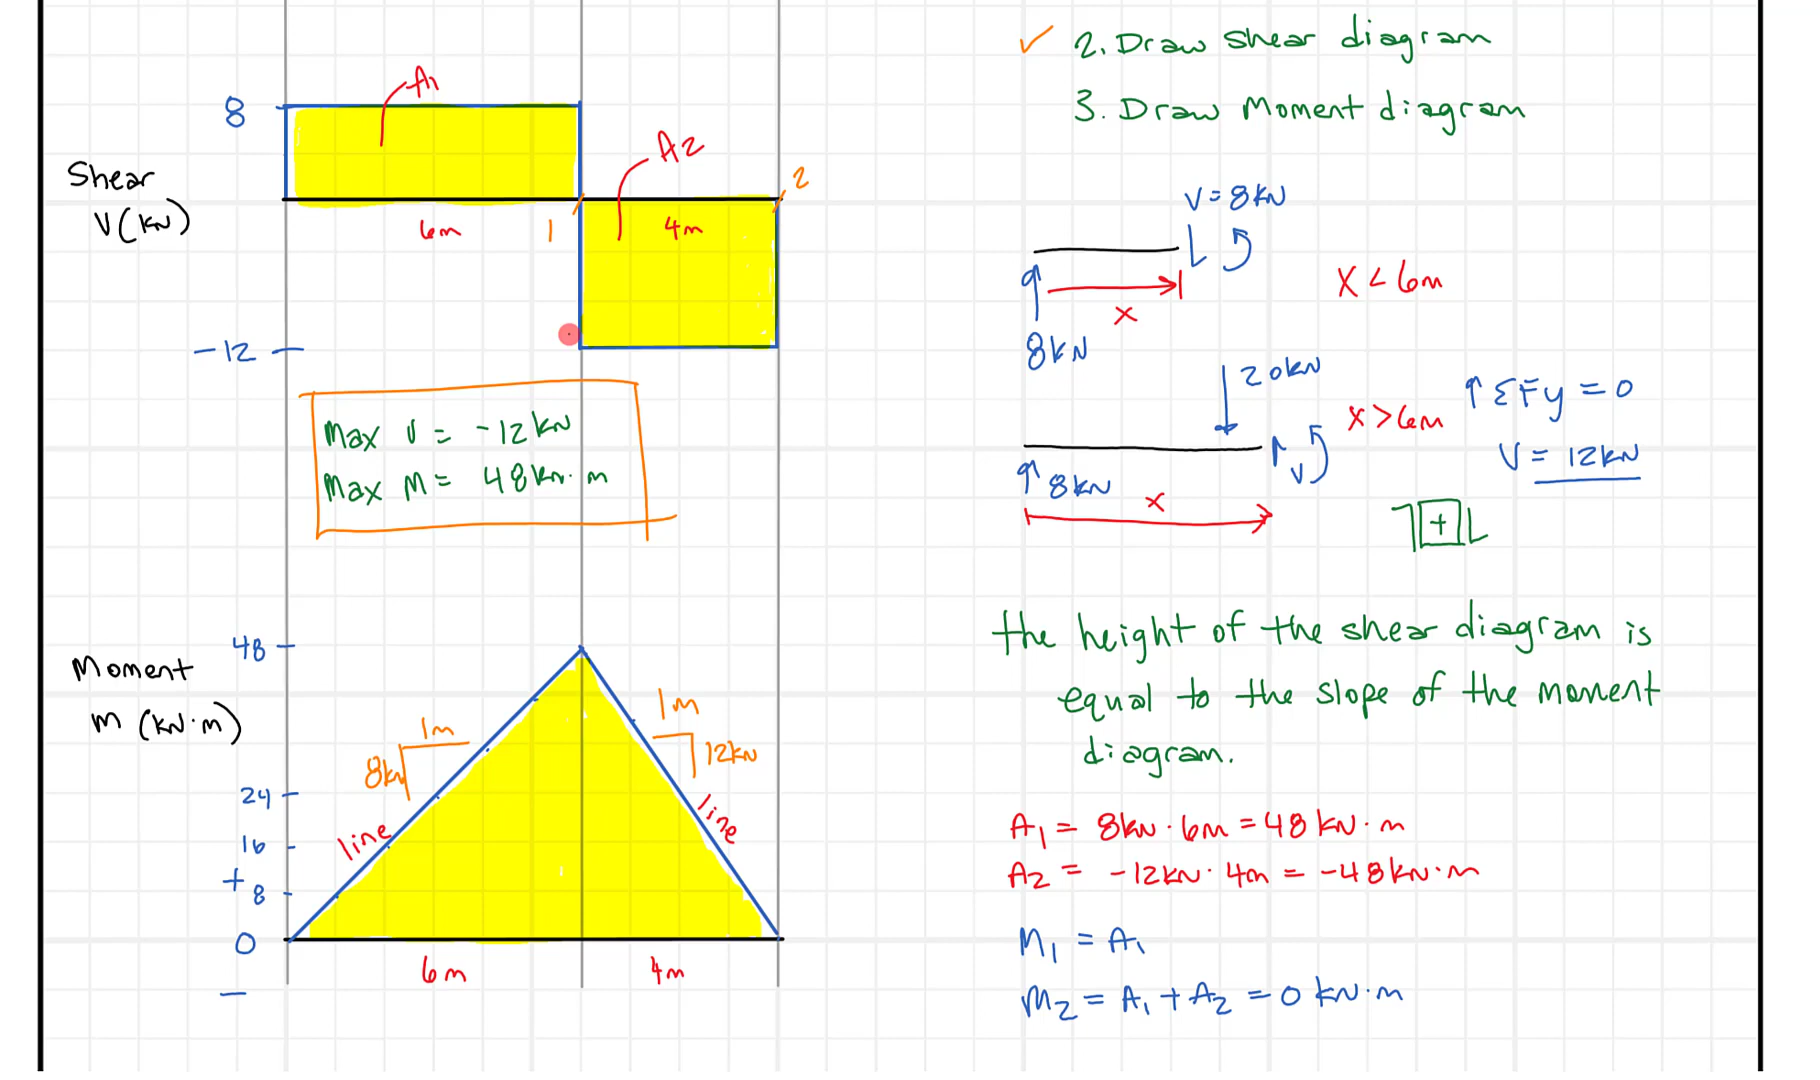 8
A1
A2
Shear
V(kN)
6m
1
4m
2
-12
Max V = -12kN
Max M = 48kN·m
48
Moment
M (kN·m)
24
16
+ 8
0
-
1m
8kN
line
1m
12kN
line
6m
4m
✓ 2. Draw shear diagram
3. Draw Moment diagram
V = 8kN
x
8kN
x < 6m
20kN
x > 6m
V
8kN
x
↑ ΣFy = 0
V = 12kN
+
the height of the shear diagram is
equal to the slope of the moment
diagram.
A1 = 8kN · 6m = 48 kN·m
A2 = -12kN · 4m = -48kN·m
M1 = A1
M2 = A1 + A2 = 0 kN·m